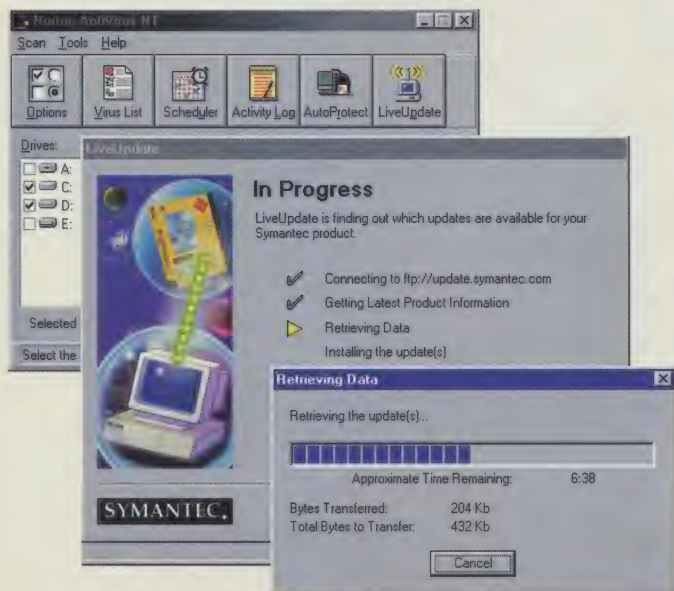 Norton AntiVirus NT
Scan Tools Help
Options
Virus List
Scheduler
Activity Log
AutoProtect
LiveUpdate
Drives:
A:
C:
D:
E:
Selected
Select the
LiveUpdate
In Progress
LiveUpdate is finding out which updates are available for your
Symantec product.
Connecting to ftp://update.symantec.com
Getting Latest Product Information
Retrieving Data
Installing the update(s)
SYMANTEC.
Retrieving Data
Retrieving the update(s)...
Approximate Time Remaining: 6:38
Bytes Transferred: 204 Kb
Total Bytes to Transfer: 432 Kb
Cancel